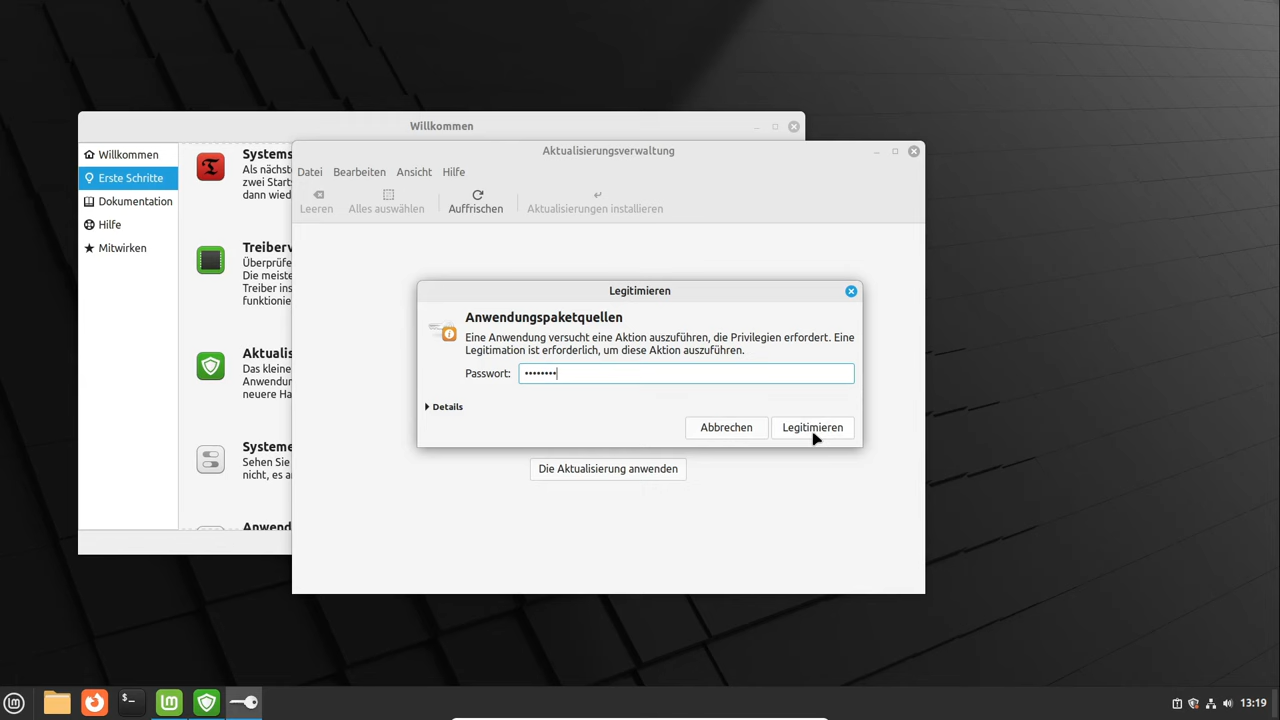 Willkommen
Willkommen
Erste Schritte
Dokumentation
Hilfe
Mitwirken
Systems
Als nächst
zwei Starts
dann wied
Treiberv
Überprüfe
Die meiste
Treiber ins
funktionie
Aktualis
Das kleine
Anwendun
neuere Ha
Systeme
Sehen Sie
nicht, es a
Anwend
Aktualisierungsverwaltung
Datei Bearbeiten Ansicht Hilfe
Leeren Alles auswählen Auffrischen Aktualisierungen installieren
Legitimieren
Anwendungspaketquellen
Eine Anwendung versucht eine Aktion auszuführen, die Privilegien erfordert. Eine
Legitimation ist erforderlich, um diese Aktion auszuführen.
Passwort: ••••••••
Details
Abbrechen Legitimieren
Die Aktualisierung anwenden
13:19